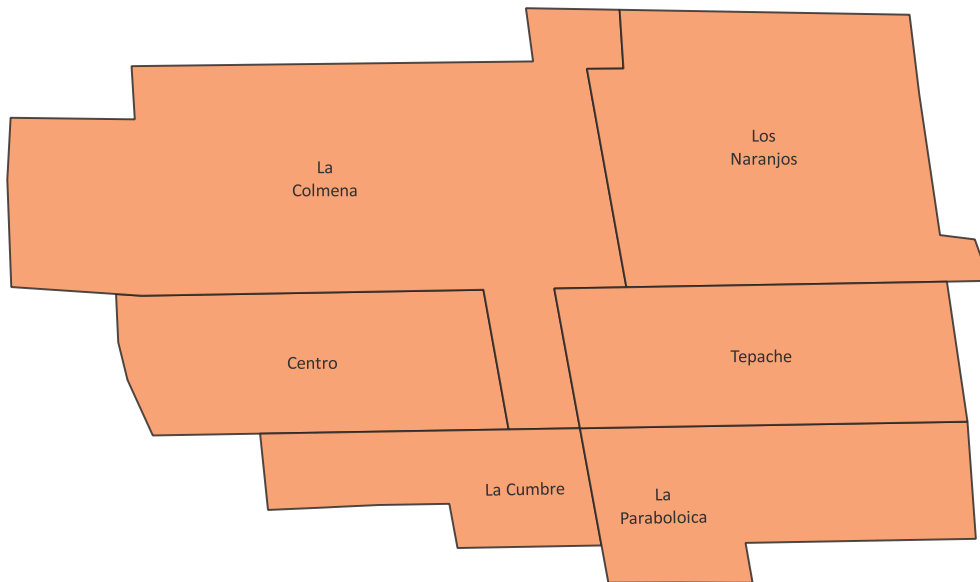 Los
Naranjos
La
Colmena
Centro
Tepache
La Cumbre
La
Paraboloica